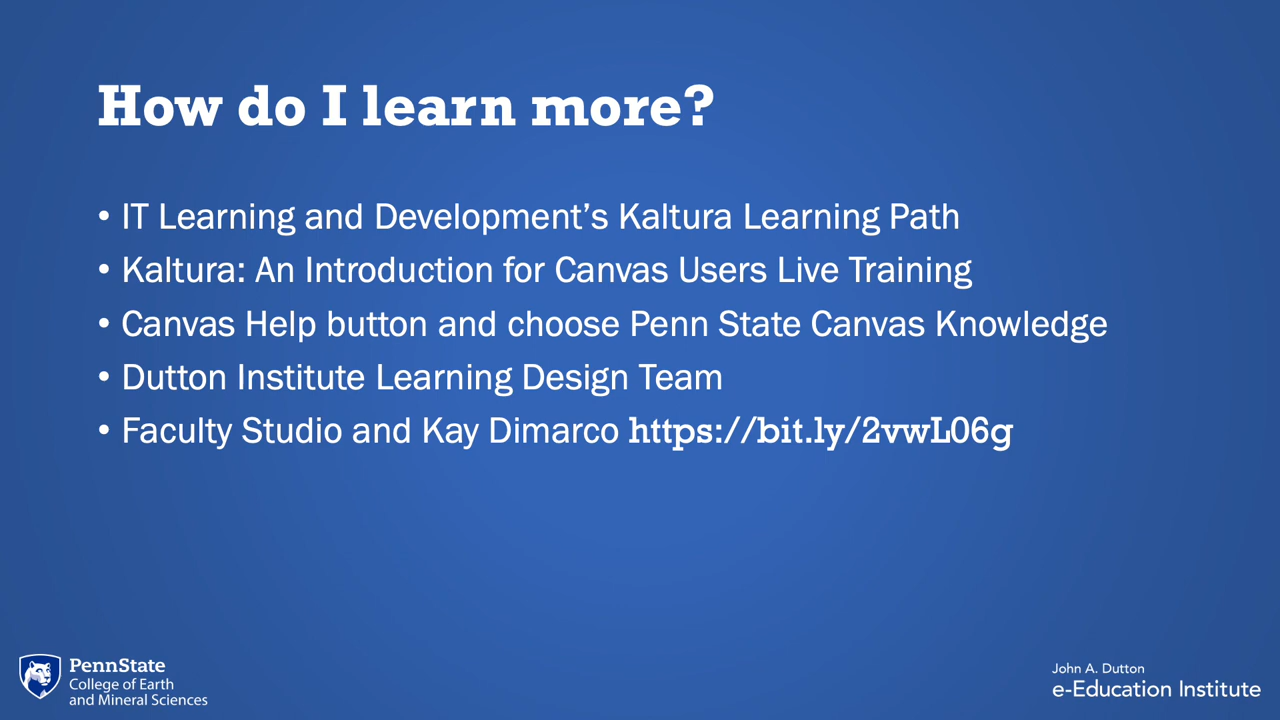 How do I learn more?
• IT Learning and Development’s Kaltura Learning Path
• Kaltura: An Introduction for Canvas Users Live Training
• Canvas Help button and choose Penn State Canvas Knowledge
• Dutton Institute Learning Design Team
• Faculty Studio and Kay Dimarco https://bit.ly/2vwL06g
PennState
College of Earth
and Mineral Sciences
John A. Dutton
e-Education Institute